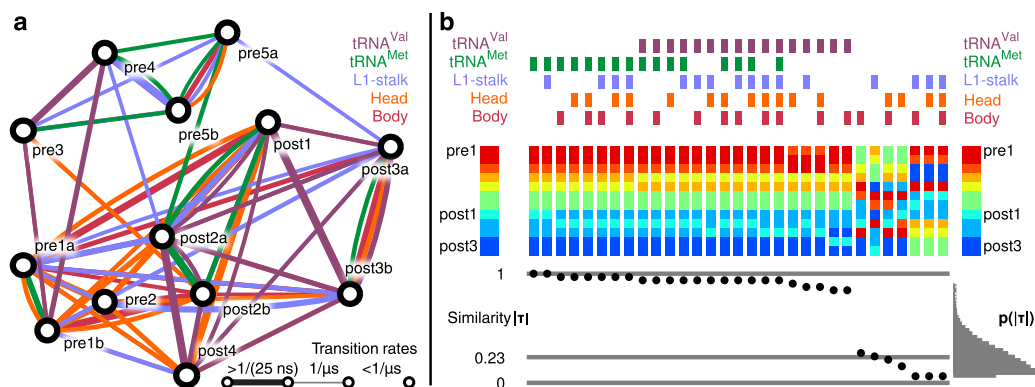 a
tRNA^Val
tRNA^Met
L1-stalk
Head
Body
pre5a
pre4
pre5b
pre3
post1
post3a
post2a
pre1a
post3b
pre2
post2b
pre1b
post4
Transition rates
>1/(25 ns) 1/μs <1/μs
b
tRNA^Val tRNA^Val
tRNA^Met tRNA^Met
L1-stalk L1-stalk
Head Head
Body Body
pre1 pre1
post1 post1
post3 post3
1
Similarity |τ| p(|τ|)
0.23
0